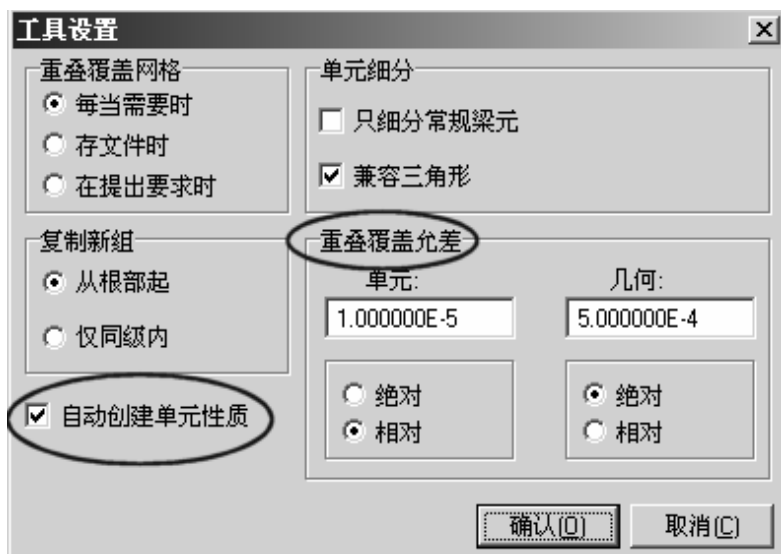 工具设置
重叠覆盖网格
每当需要时
存文件时
在提出要求时
单元细分
只细分常规梁元
兼容三角形
复制新组
从根部起
仅同级内
自动创建单元性质
重叠覆盖允差
单元: 几何:
1.000000E-5 5.000000E-4
绝对 绝对
相对 相对
确认(O) 取消(C)